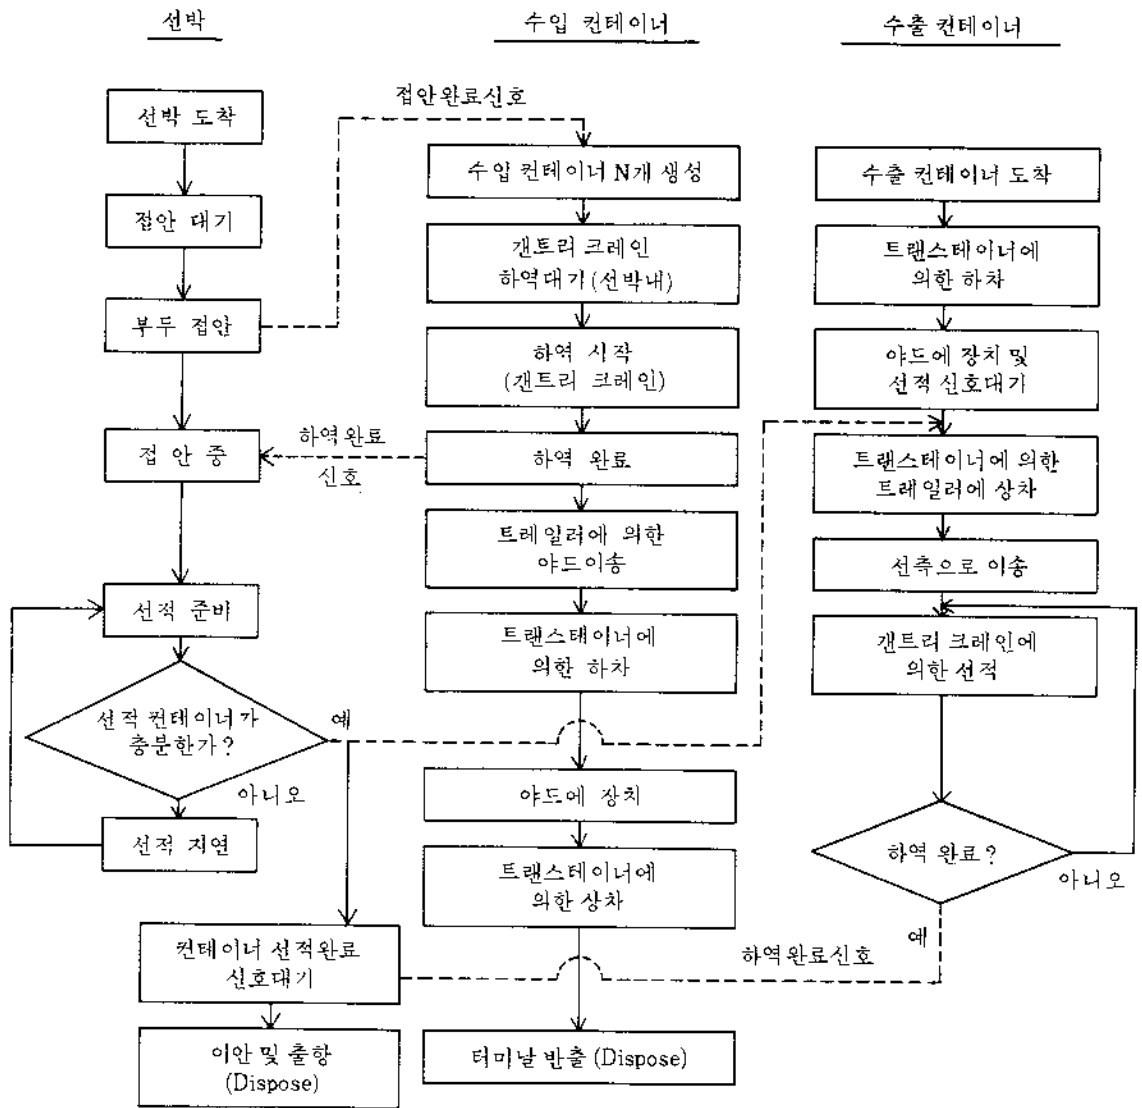 선박
수입 컨테이너
수출 컨테이너
선박 도착
접안 대기
부두 접안
접안 중
선적 준비
선적 컨테이너가
충분한가?
예
아니오
선적 지연
컨테이너 선적완료
신호대기
이안 및 출항
(Dispose)
접안완료신호
수입 컨테이너 N개 생성
갠트리 크레인
하역대기(선박내)
하역 시작
(갠트리 크레인)
하역완료
신호
하역 완료
트레일러에 의한
야드이송
트랜스테이너에
의한 하차
야드에 장치
트랜스테이너에
의한 상차
터미날 반출 (Dispose)
수출 컨테이너 도착
트랜스테이너에
의한 하차
야드에 장치 및
선적 신호대기
트랜스테이너에 의한
트레일러에 상차
선측으로 이송
갠트리 크레인에
의한 선적
하역 완료?
아니오
예
하역완료신호